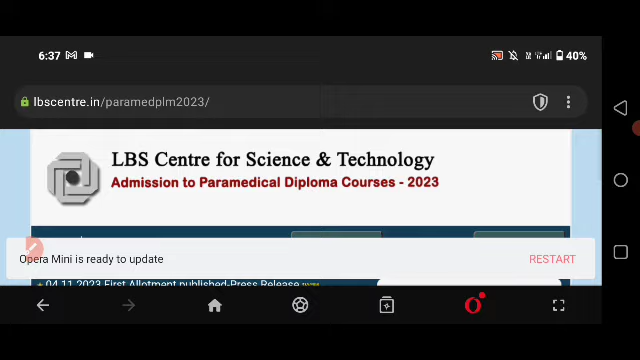 6:37 40%
lbscentre.in/paramedplm2023/
LBS Centre for Science & Technology
Admission to Paramedical Diploma Courses - 2023
Opera Mini is ready to update RESTART
04.11.2023 First Allotment published-Press Release